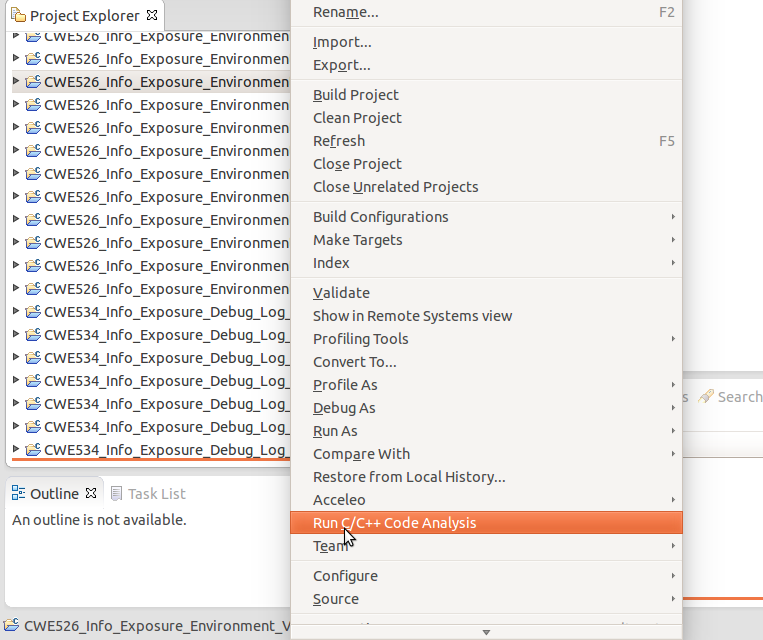 Project Explorer
CWE526_Info_Exposure_Environmen
CWE526_Info_Exposure_Environmen
CWE526_Info_Exposure_Environmen
CWE526_Info_Exposure_Environmen
CWE526_Info_Exposure_Environmen
CWE526_Info_Exposure_Environmen
CWE526_Info_Exposure_Environmen
CWE526_Info_Exposure_Environmen
CWE526_Info_Exposure_Environmen
CWE526_Info_Exposure_Environmen
CWE526_Info_Exposure_Environmen
CWE526_Info_Exposure_Environmen
CWE534_Info_Exposure_Debug_Log_
CWE534_Info_Exposure_Debug_Log_
CWE534_Info_Exposure_Debug_Log_
CWE534_Info_Exposure_Debug_Log_
CWE534_Info_Exposure_Debug_Log_
CWE534_Info_Exposure_Debug_Log_
CWE534_Info_Exposure_Debug_Log_
Outline
Task List
An outline is not available.
CWE526_Info_Exposure_Environment_V
Rename... F2
Import...
Export...
Build Project
Clean Project
Refresh F5
Close Project
Close Unrelated Projects
Build Configurations
Make Targets
Index
Validate
Show in Remote Systems view
Profiling Tools
Convert To...
Profile As
Debug As
Run As
Compare With
Restore from Local History...
Acceleo
Run C/C++ Code Analysis
Team
Configure
Source
s Search